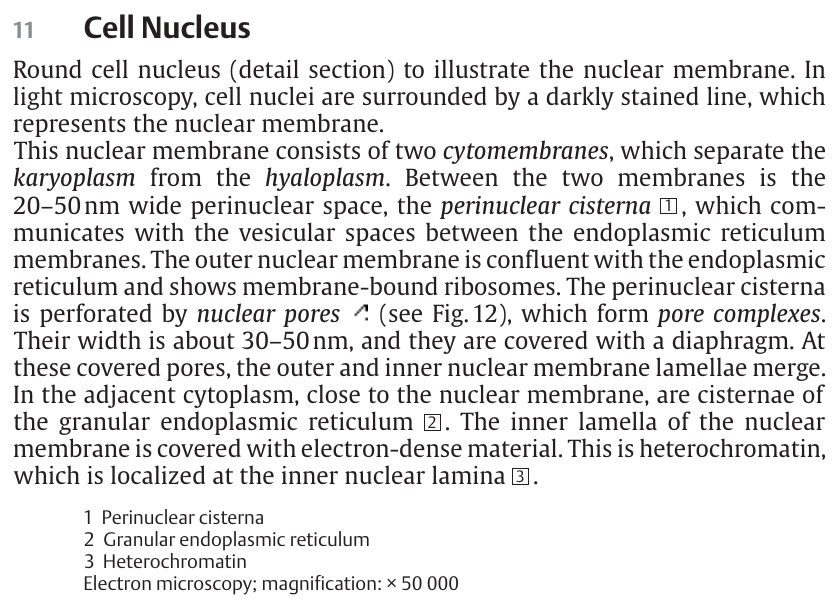 11 Cell Nucleus
Round cell nucleus (detail section) to illustrate the nuclear membrane. In
light microscopy, cell nuclei are surrounded by a darkly stained line, which
represents the nuclear membrane.
This nuclear membrane consists of two cytomembranes, which separate the
karyoplasm from the hyaloplasm. Between the two membranes is the
20–50 nm wide perinuclear space, the perinuclear cisterna 1, which com-
municates with the vesicular spaces between the endoplasmic reticulum
membranes. The outer nuclear membrane is confluent with the endoplasmic
reticulum and shows membrane-bound ribosomes. The perinuclear cisterna
is perforated by nuclear pores (see Fig. 12), which form pore complexes.
Their width is about 30–50 nm, and they are covered with a diaphragm. At
these covered pores, the outer and inner nuclear membrane lamellae merge.
In the adjacent cytoplasm, close to the nuclear membrane, are cisternae of
the granular endoplasmic reticulum 2. The inner lamella of the nuclear
membrane is covered with electron-dense material. This is heterochromatin,
which is localized at the inner nuclear lamina 3.
1 Perinuclear cisterna
2 Granular endoplasmic reticulum
3 Heterochromatin
Electron microscopy; magnification: × 50 000